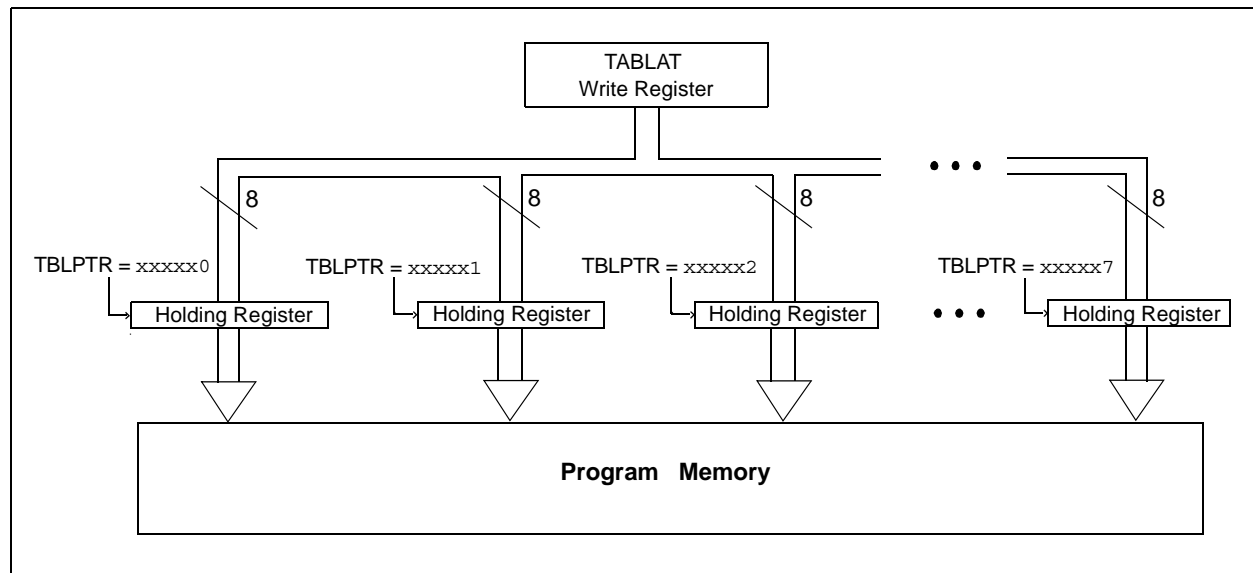 TABLAT
Write Register
8
8
8
8
TBLPTR = xxxxx0
TBLPTR = xxxxx1
TBLPTR = xxxxx2
TBLPTR = xxxxx7
Holding Register
Holding Register
Holding Register
Holding Register
Program Memory